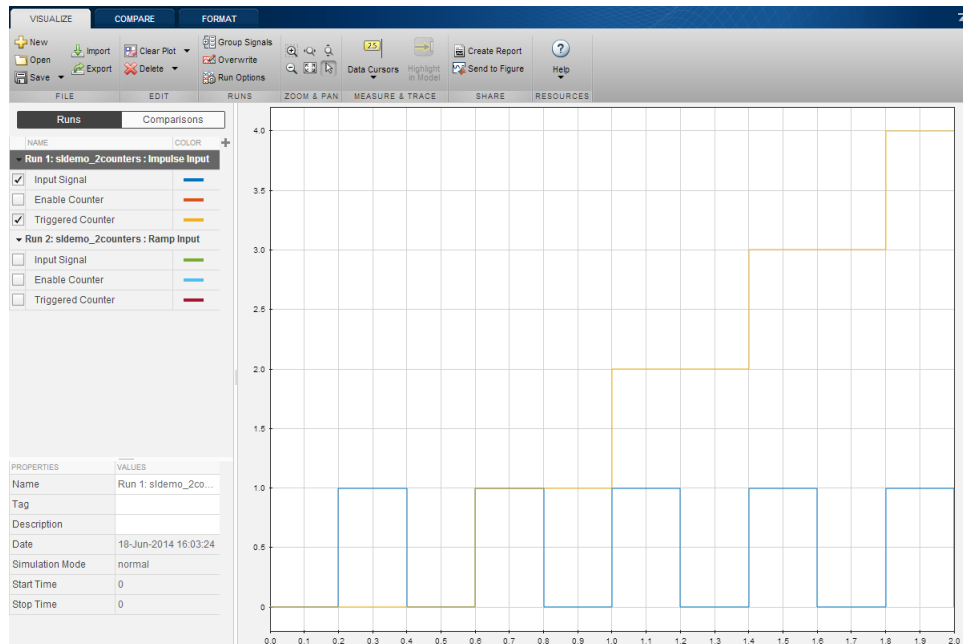 VISUALIZE COMPARE FORMAT
New
Open
Save
Import
Export
FILE
Clear Plot
Delete
EDIT
Group Signals
Overwrite
Run Options
RUNS
ZOOM & PAN
2.5
Data Cursors
Highlight
in Model
MEASURE & TRACE
Create Report
Send to Figure
SHARE
?
Help
RESOURCES
Runs Comparisons
NAME COLOR
Run 1: sldemo_2counters : Impulse Input
Input Signal
Enable Counter
Triggered Counter
Run 2: sldemo_2counters : Ramp Input
Input Signal
Enable Counter
Triggered Counter
PROPERTIES VALUES
Name Run 1: sldemo_2co...
Tag
Description
Date 18-Jun-2014 16:03:24
Simulation Mode normal
Start Time 0
Stop Time 0
4.0
3.5
3.0
2.5
2.0
1.5
1.0
0.5
0
0.0 0.1 0.2 0.3 0.4 0.5 0.6 0.7 0.8 0.9 1.0 1.1 1.2 1.3 1.4 1.5 1.6 1.7 1.8 1.9 2.0